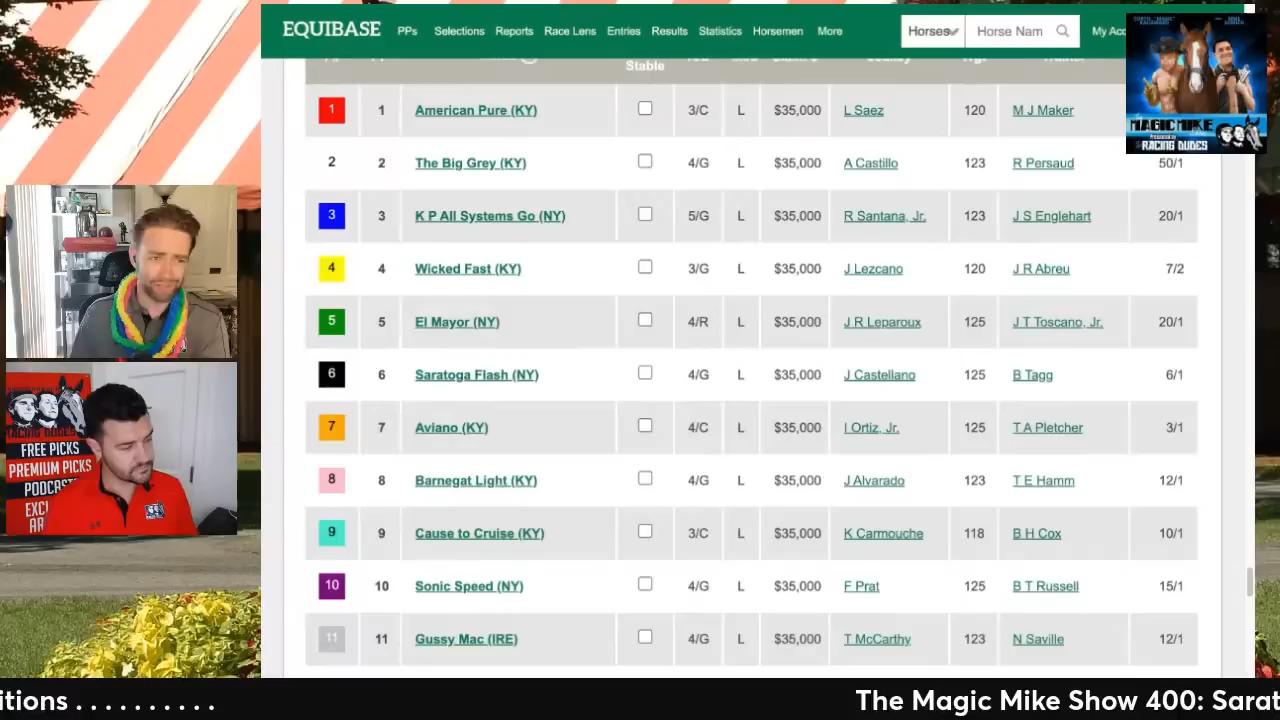 EQUIBASE
PPs Selections Reports Race Lens Entries Results Statistics Horsemen More
Horses
Horse Nam
My Acc
Stable
1 1 American Pure (KY) 3/C L $35,000 L Saez 120 M J Maker
2 2 The Big Grey (KY) 4/G L $35,000 A Castillo 123 R Persaud 50/1
3 3 K P All Systems Go (NY) 5/G L $35,000 R Santana, Jr. 123 J S Englehart 20/1
4 4 Wicked Fast (KY) 3/G L $35,000 J Lezcano 120 J R Abreu 7/2
5 5 El Mayor (NY) 4/R L $35,000 J R Leparoux 125 J T Toscano, Jr. 20/1
6 6 Saratoga Flash (NY) 4/G L $35,000 J Castellano 125 B Tagg 6/1
7 7 Aviano (KY) 4/C L $35,000 I Ortiz, Jr. 125 T A Pletcher 3/1
8 8 Barnegat Light (KY) 4/G L $35,000 J Alvarado 123 T E Hamm 12/1
9 9 Cause to Cruise (KY) 3/C L $35,000 K Carmouche 118 B H Cox 10/1
10 10 Sonic Speed (NY) 4/G L $35,000 F Prat 125 B T Russell 15/1
11 11 Gussy Mac (IRE) 4/G L $35,000 T McCarthy 123 N Saville 12/1
MAGIC MIKE
RACING DUDES
RACING DUDES
FREE PICKS
PREMIUM PICKS
PODCAS
EXC
AR
itions . . . . . . . . . .
The Magic Mike Show 400: Sarat